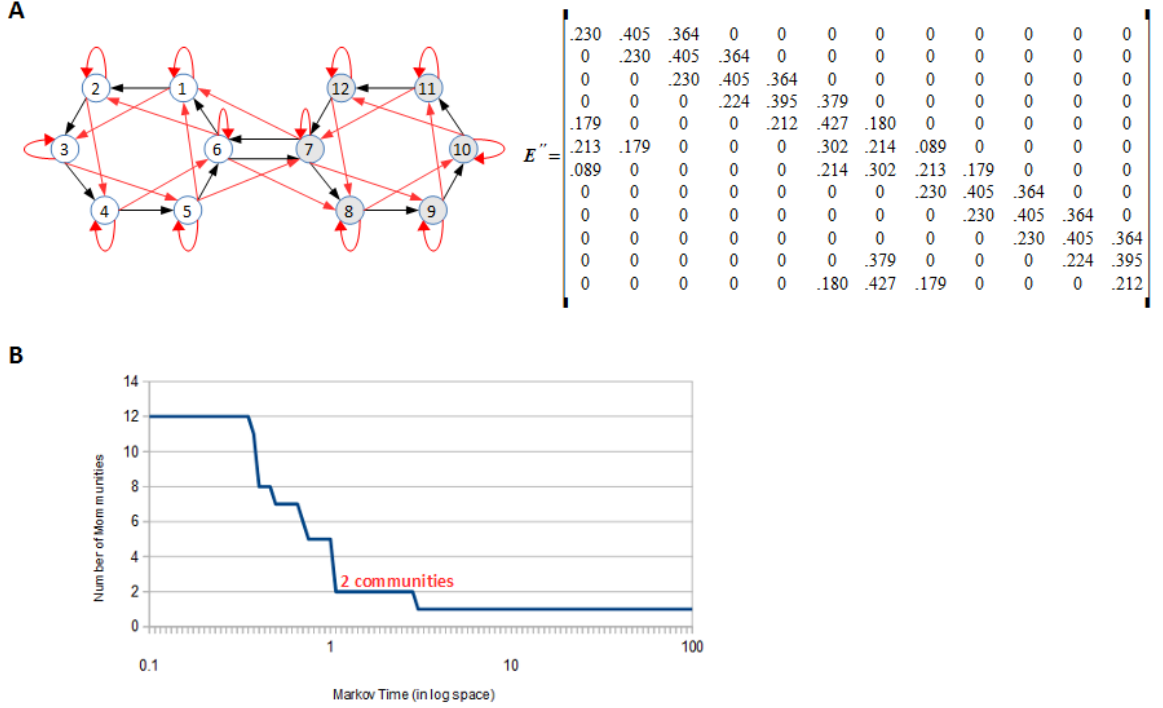 A
2 1 12 11
3 6 7 10
4 5 8 9
E″=
.230 .405 .364 0 0 0 0 0 0 0 0 0
0 .230 .405 .364 0 0 0 0 0 0 0 0
0 0 .230 .405 .364 0 0 0 0 0 0 0
0 0 0 .224 .395 .379 0 0 0 0 0 0
.179 0 0 0 .212 .427 .180 0 0 0 0 0
.213 .179 0 0 0 .302 .214 .089 0 0 0 0
.089 0 0 0 0 .214 .302 .213 .179 0 0 0
0 0 0 0 0 0 0 .230 .405 .364 0 0
0 0 0 0 0 0 0 0 .230 .405 .364 0
0 0 0 0 0 0 0 0 0 .230 .405 .364
0 0 0 0 0 0 .379 0 0 0 .224 .395
0 0 0 0 0 .180 .427 .179 0 0 0 .212
B
Number of Mommunities
14
12
10
8
6
4
2
0
2 communities
1 100
0.1 10
Markov Time (in log space)